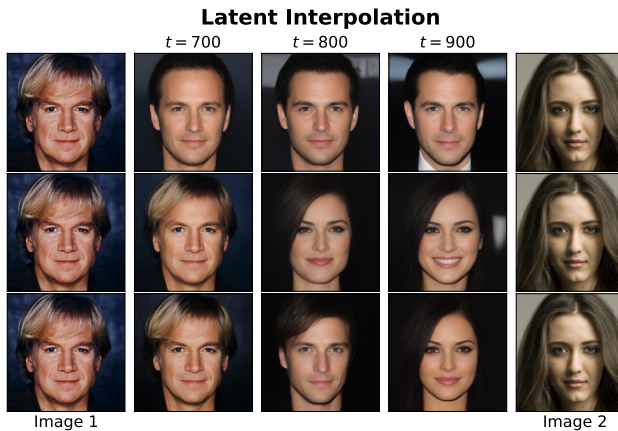 Latent Interpolation
t = 700
t = 800
t = 900
Image 1
Image 2